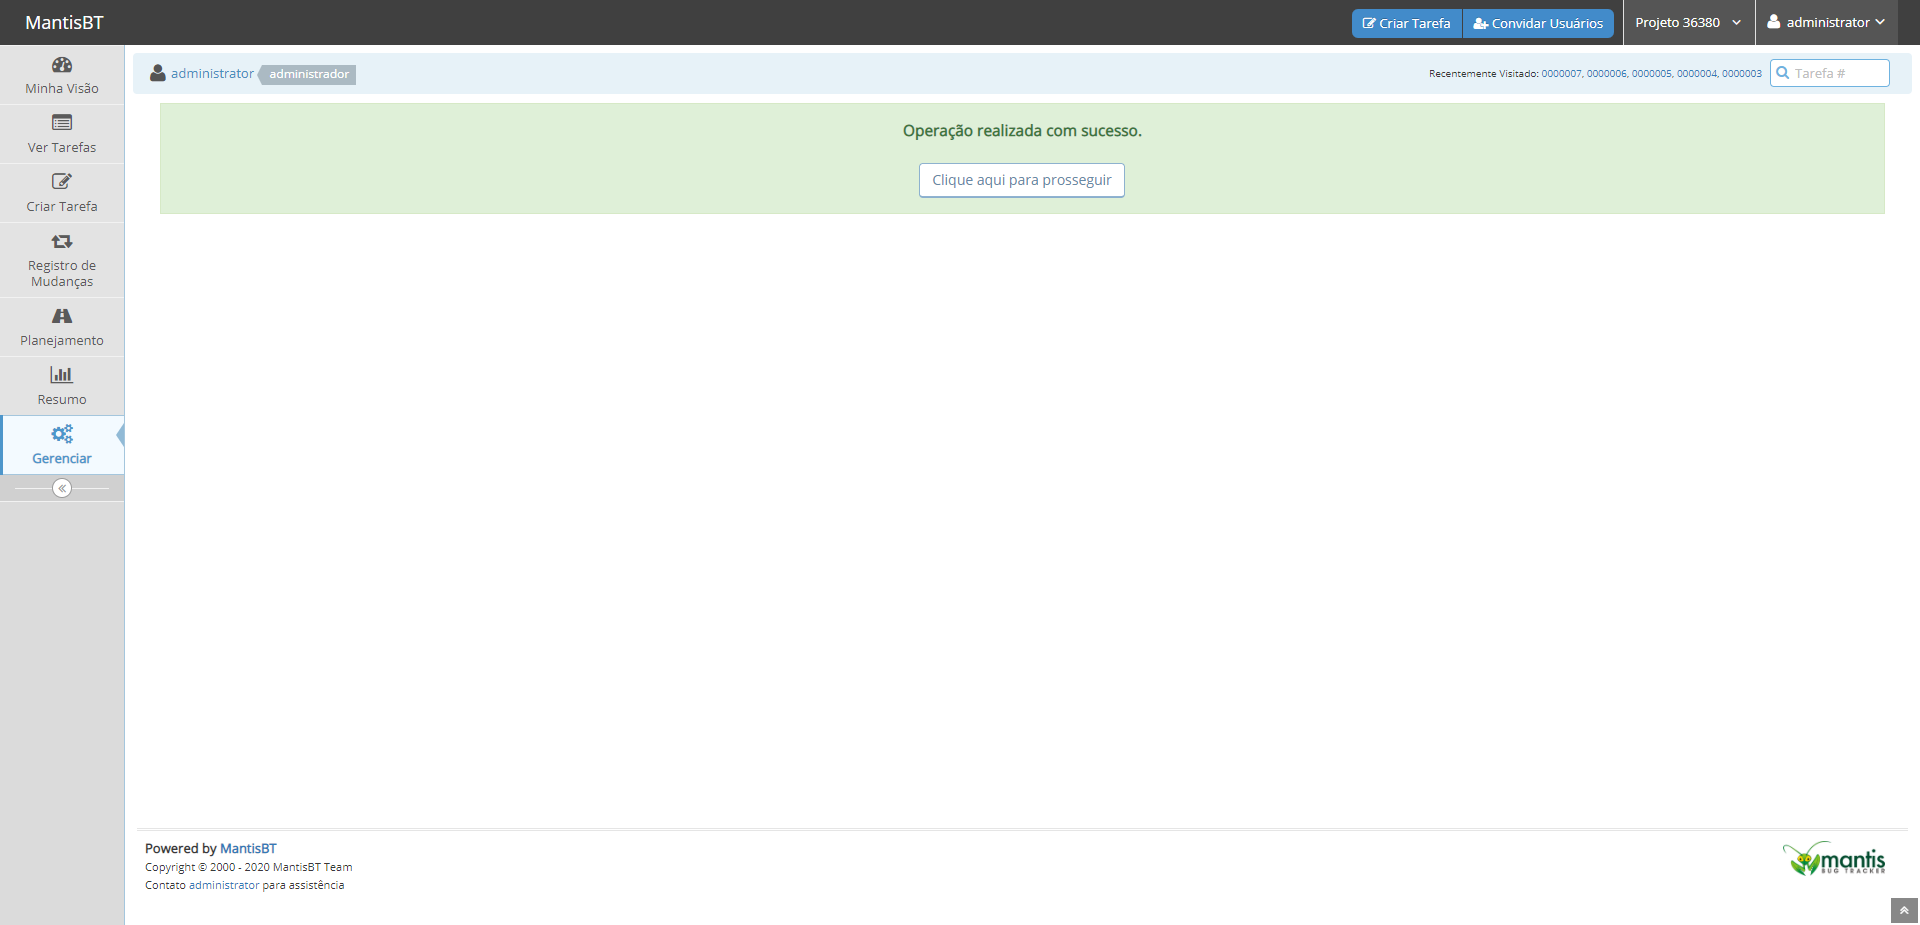 MantisBT
Criar Tarefa
Convidar Usuários
Projeto 36380
administrator
Minha Visão
Ver Tarefas
Criar Tarefa
Registro de
Mudanças
Planejamento
Resumo
Gerenciar
administrator
administrador
Recentemente Visitado: 0000007, 0000006, 0000005, 0000004, 0000003
Tarefa #
Operação realizada com sucesso.
Clique aqui para prosseguir
Powered by MantisBT
Copyright © 2000 - 2020 MantisBT Team
Contato administrator para assistência
mantis
BUG TRACKER